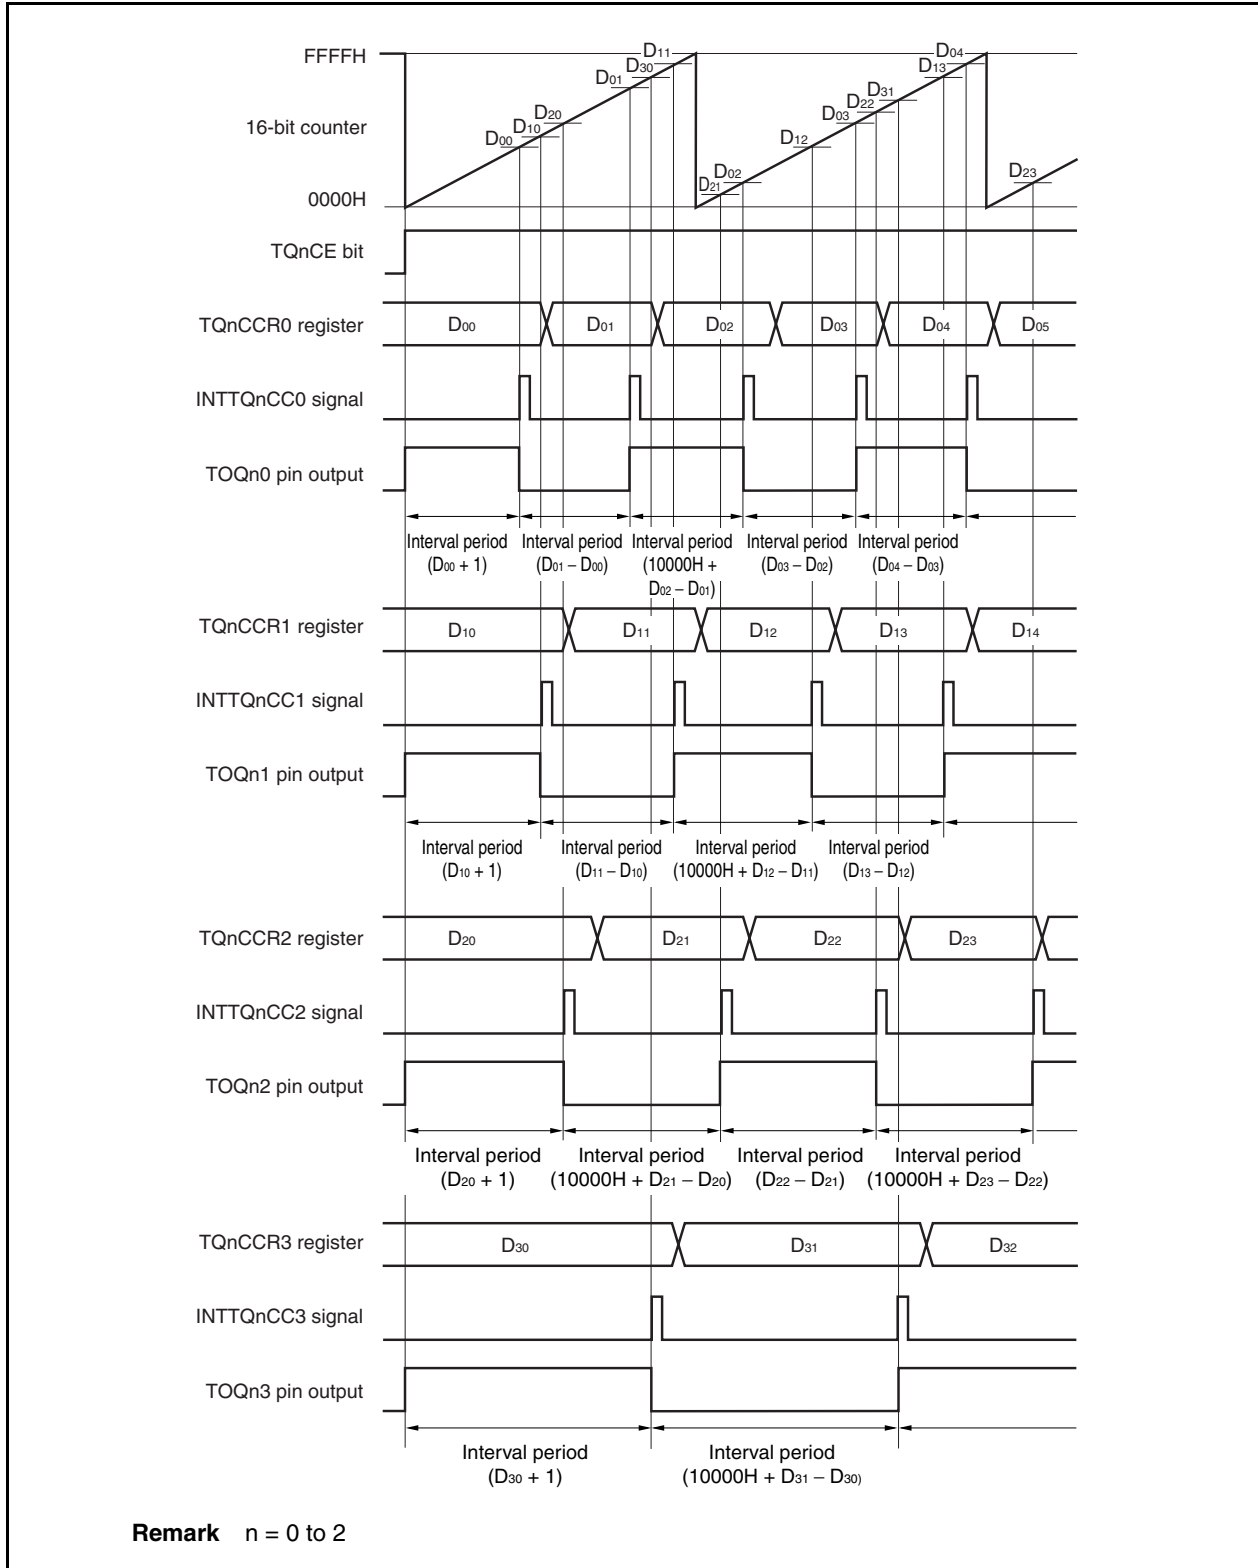 FFFFH
16-bit counter
0000H
D00
D10
D20
D01
D30
D11
D21
D02
D12
D03
D22
D31
D13
D04
D23
TQnCE bit
TQnCCR0 register
D00
D01
D02
D03
D04
D05
INTTQnCC0 signal
TOQn0 pin output
Interval period
(D00 + 1)
Interval period
(D01 – D00)
Interval period
(10000H +
D02 – D01)
Interval period
(D03 – D02)
Interval period
(D04 – D03)
TQnCCR1 register
D10
D11
D12
D13
D14
INTTQnCC1 signal
TOQn1 pin output
Interval period
(D10 + 1)
Interval period
(D11 – D10)
Interval period
(10000H + D12 – D11)
Interval period
(D13 – D12)
TQnCCR2 register
D20
D21
D22
D23
INTTQnCC2 signal
TOQn2 pin output
Interval period
(D20 + 1)
Interval period
(10000H + D21 – D20)
Interval period
(D22 – D21)
Interval period
(10000H + D23 – D22)
TQnCCR3 register
D30
D31
D32
INTTQnCC3 signal
TOQn3 pin output
Interval period
(D30 + 1)
Interval period
(10000H + D31 – D30)
Remark n = 0 to 2